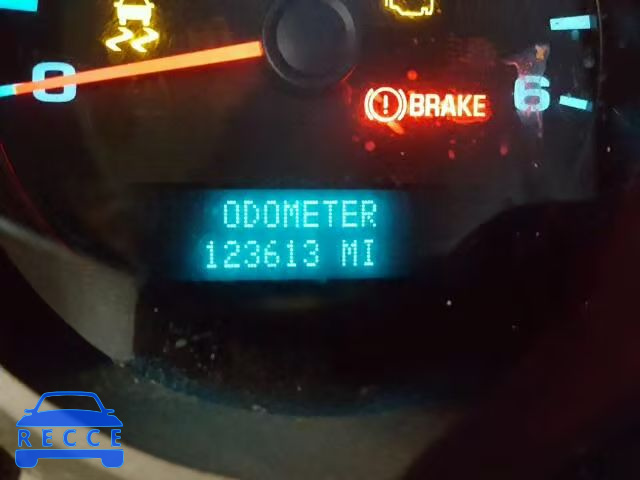 0
6
BRAKE
ODOMETER
123613 MI
RECCE